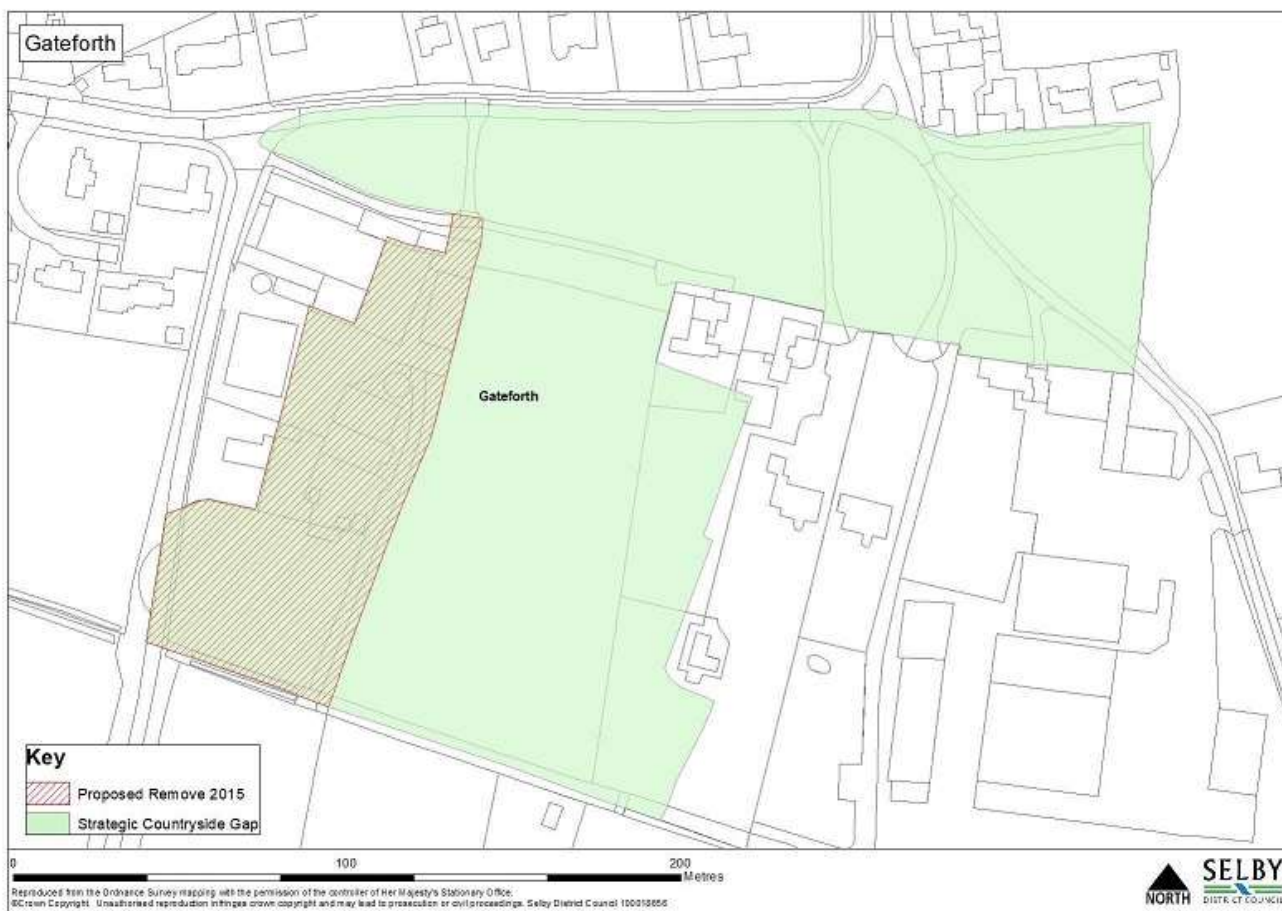 Gateforth
Gateforth
Key
Proposed Remove 2015
Strategic Countryside Gap
0 100 200
Metres
Reproduced from the Ordnance Survey mapping with the permission of the controller of Her Majesty's Stationary Office.
©Crown Copyright. Unauthorised reproduction infringes crown copyright and may lead to prosecution or civil proceedings. Selby District Council 100018656
NORTH
SELBY
DISTRICT COUNCIL